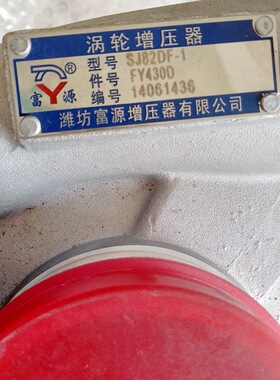 涡轮增压器
型号 SJ82DF-1
件号 FY430D
编号 14061436
Y ®
富源
潍坊富源增压器有限公司